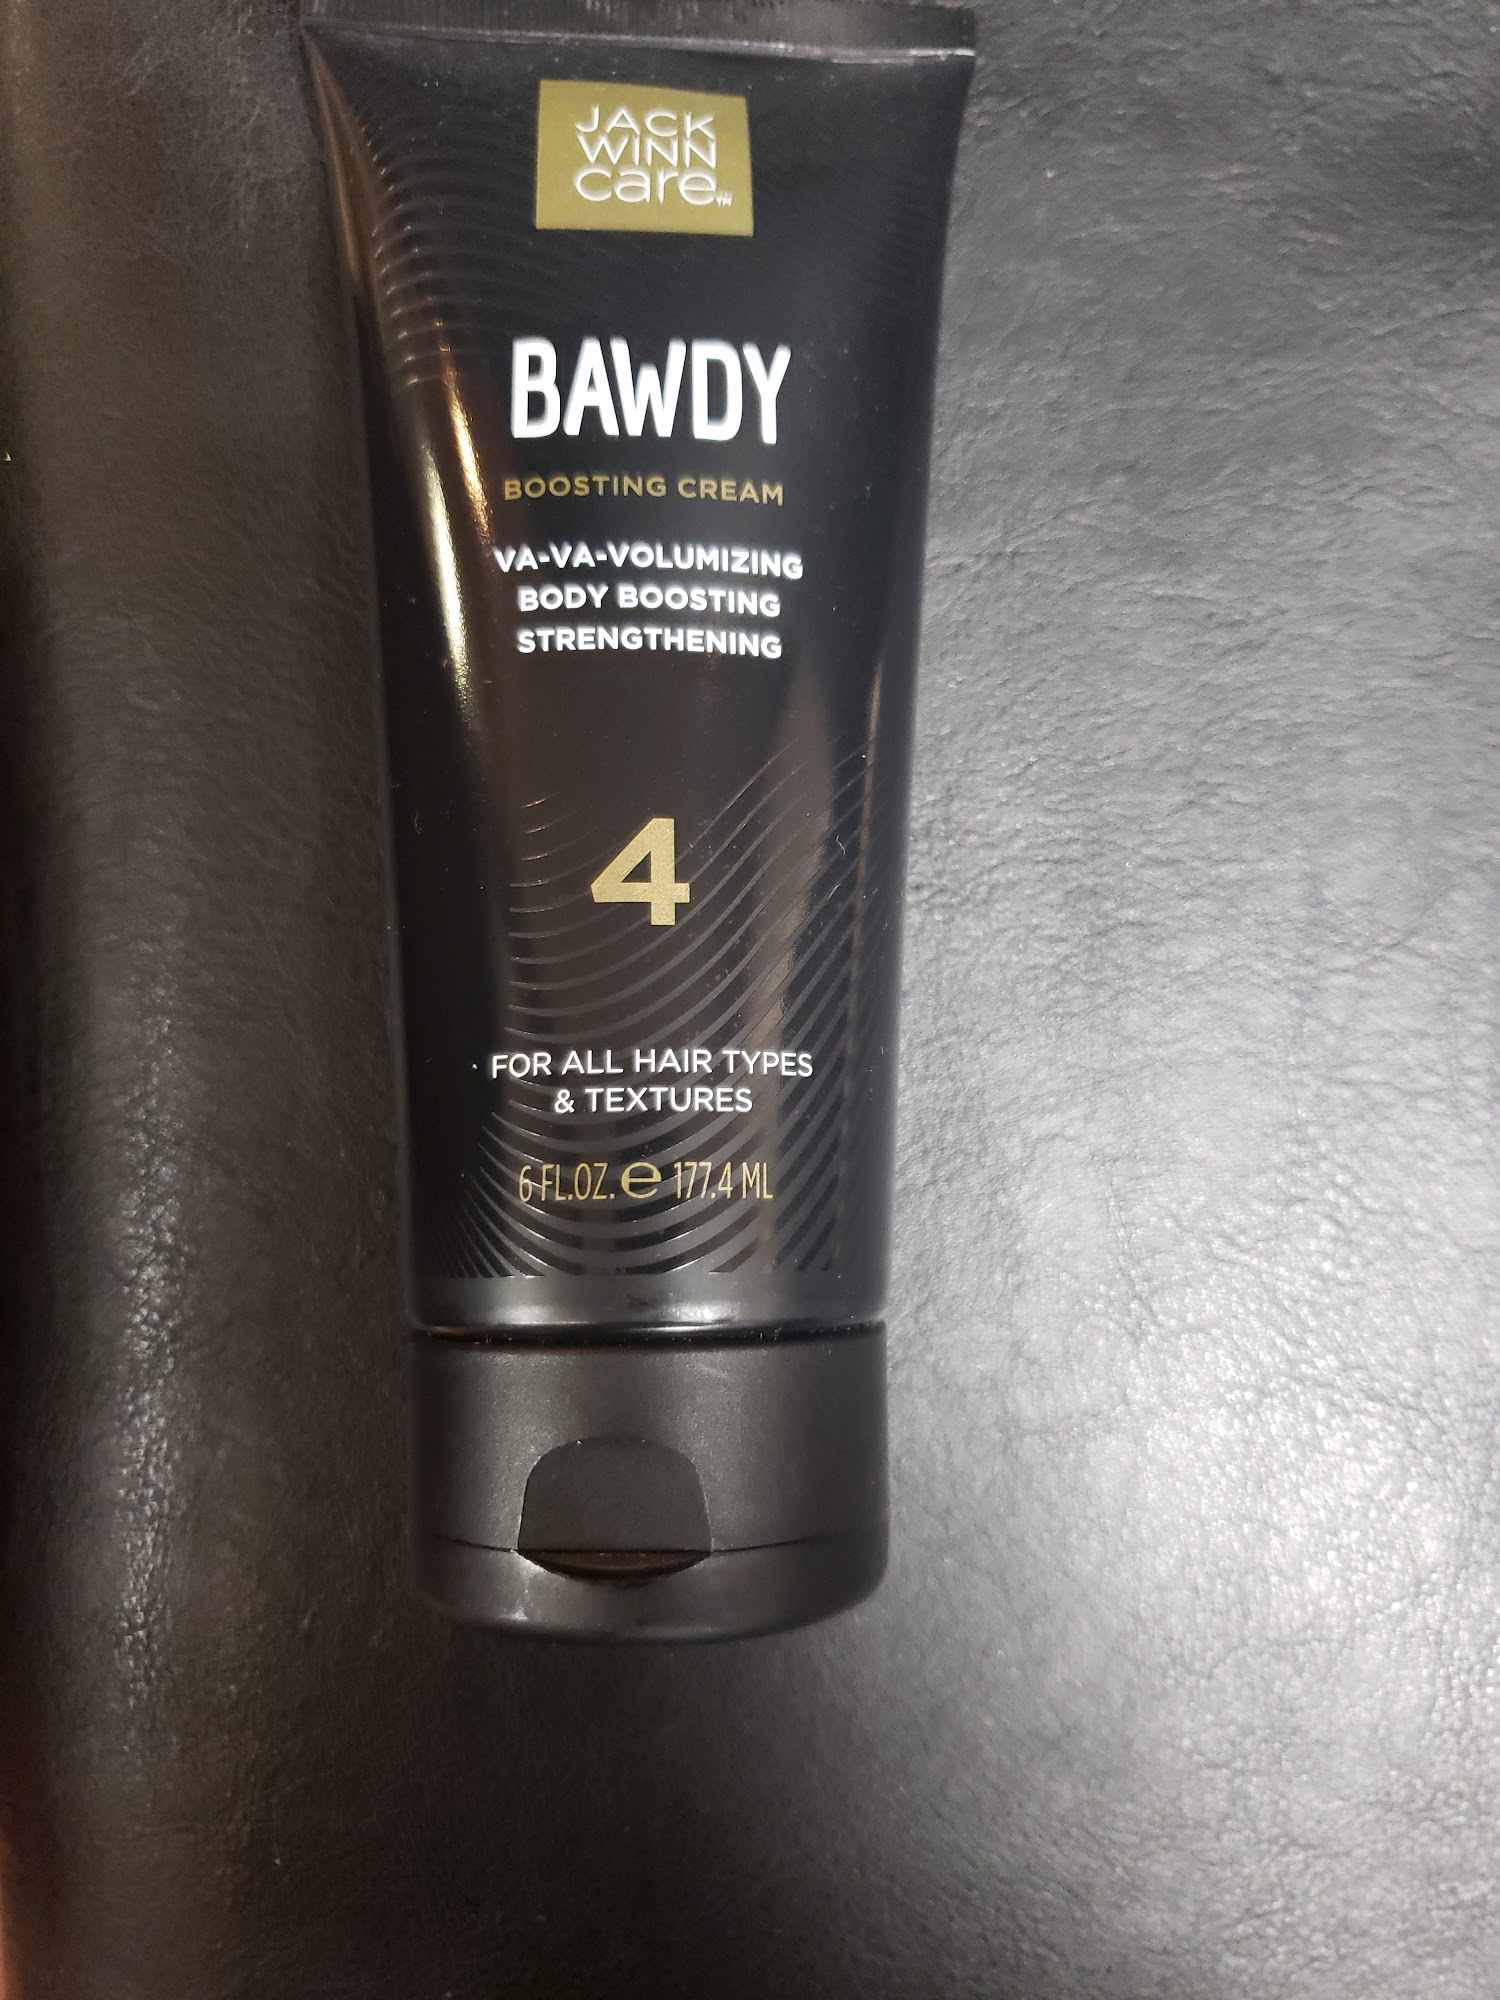 JACK
WINN
care
BAWDY
BOOSTING CREAM
VA-VA-VOLUMIZING
BODY BOOSTING
STRENGTHENING
4
FOR ALL HAIR TYPES
& TEXTURES
6 FL.OZ. e 177.4 ML